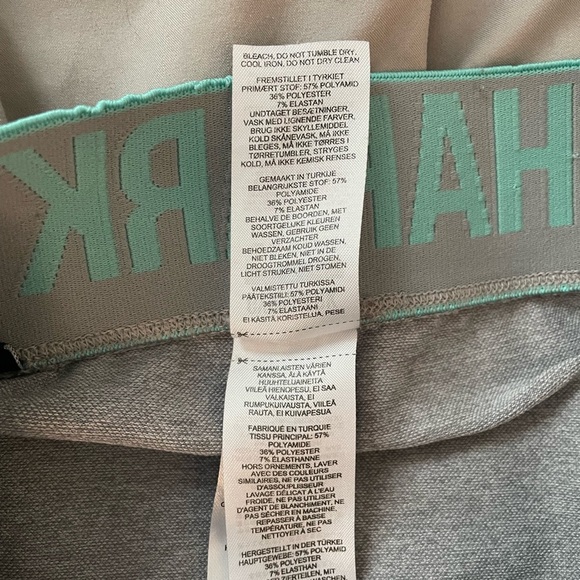 BLEACH, DO NOT TUMBLE DRY,
COOL IRON, DO NOT DRY CLEAN
FREMSTILLET I TYRKIET
PRIMÆRT STOF: 57% POLYAMID
36% POLYESTER
7% ELASTAN
UNDTAGET BESÆTNINGER,
VASK MED LIGNENDE FARVER,
BRUG IKKE SKYLLEMIDDEL
KOLD SKÅNEVASK, MÅ IKKE
BLEGES, MÅ IKKE TØRRES I
TØRRETUMBLER, STRYGES
KOLD, MÅ IKKE KEMISK RENSES
GEMAAKT IN TURKIJE
BELANGRIJKSTE STOF: 57%
POLYAMIDE
36% POLYESTER
7% ELASTAAN
BEHALVE DE BOORDEN, MET
SOORTGELIJKE KLEUREN
WASSEN, GEBRUIK GEEN
VERZACHTER
BEHOEDZAAM KOUD WASSEN,
NIET BLEKEN, NIET IN DE
DROOGTROMMEL DROGEN,
LICHT STRIJKEN, NIET STOMEN
VALMISTETTU TURKISSA
PÄÄTEKSTIILI: 57% POLYAMIDI
36% POLYESTERI
7% ELASTAANI
EI KÄSITÄ KORISTELUJA, PESE
SAMANLAISTEN VÄRIEN
KANSSA, ÄLÄ KÄYTÄ
HUUHTELUAINETTA
VIILEÄ HIENOPESU, EI SAA
VALKAISTA, EI
RUMPUKUIVAUSTA, VIILEÄ
RAUTA, EI KUIVAPESUA
FABRIQUÉ EN TURQUIE
TISSU PRINCIPAL: 57%
POLYAMIDE
36% POLYESTER
7% ÉLASTHANNE
HORS ORNEMENTS, LAVER
AVEC DES COULEURS
SIMILAIRES, NE PAS UTILISER
D'ASSOUPLISSEUR
LAVAGE DÉLICAT À L'EAU
FROIDE, NE PAS UTILISER
D'AGENT DE BLANCHIMENT, NE
PAS SÉCHER EN MACHINE,
REPASSER À BASSE
TEMPÉRATURE, NE PAS
NETTOYER À SEC
HERGESTELLT IN DER TÜRKEI
HAUPTGEWEBE: 57% POLYAMID
36% POLYESTER
7% ELASTAN